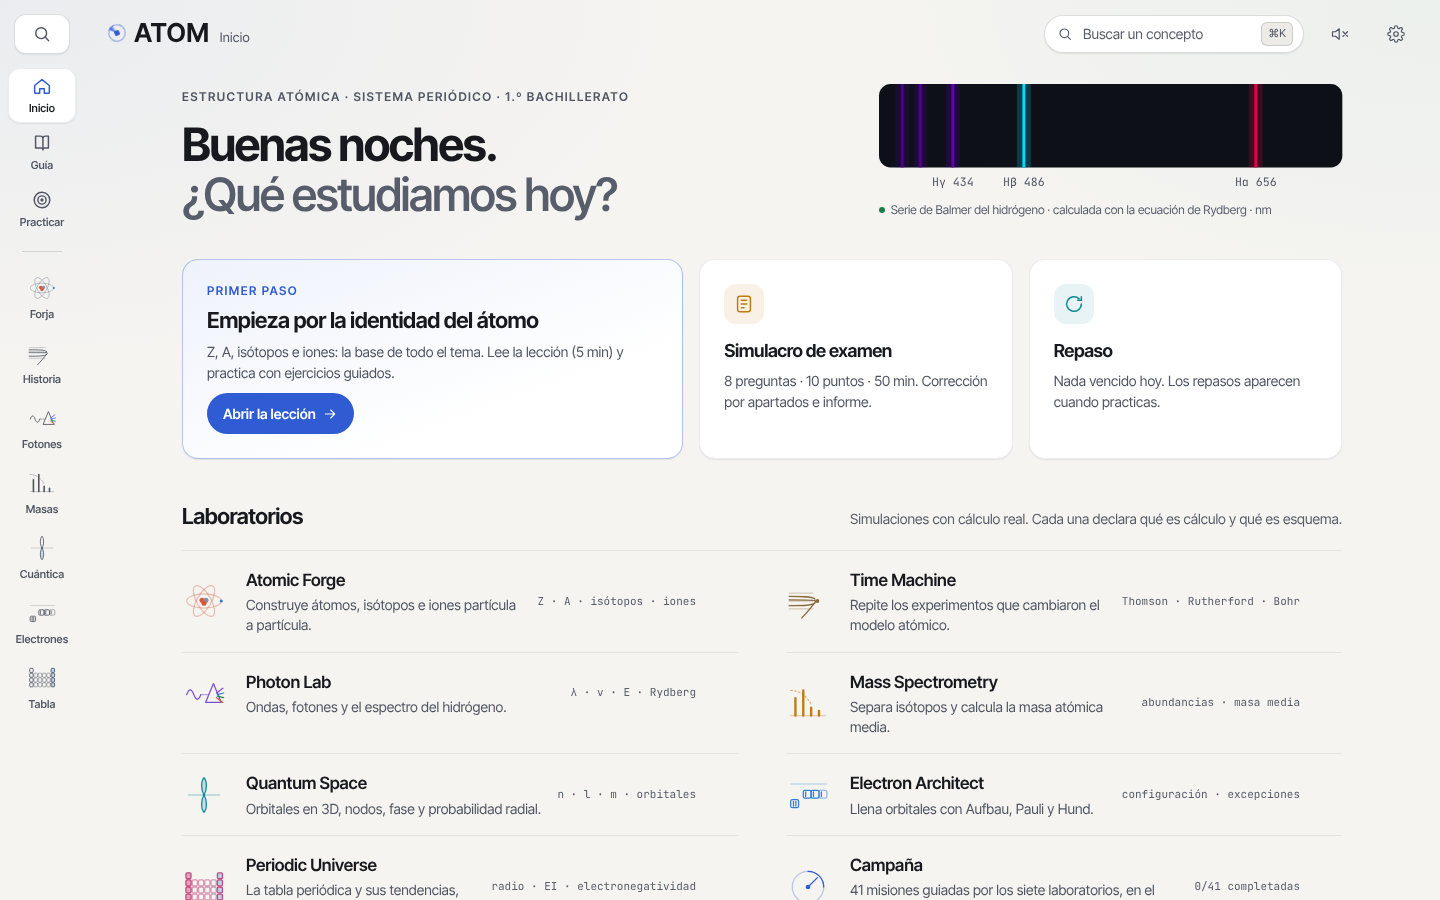 ATOM Inicio
Buscar un concepto ⌘K
Inicio
Guía
Practicar
Forja
Historia
Fotones
Masas
Cuántica
Electrones
Tabla
ESTRUCTURA ATÓMICA · SISTEMA PERIÓDICO · 1.º BACHILLERATO
Buenas noches.
¿Qué estudiamos hoy?
Hγ 434 Hβ 486 Hα 656
Serie de Balmer del hidrógeno · calculada con la ecuación de Rydberg · nm
PRIMER PASO
Empieza por la identidad del átomo
Z, A, isótopos e iones: la base de todo el tema. Lee la lección (5 min) y
practica con ejercicios guiados.
Abrir la lección →
Simulacro de examen
8 preguntas · 10 puntos · 50 min. Corrección
por apartados e informe.
Repaso
Nada vencido hoy. Los repasos aparecen
cuando practicas.
Laboratorios
Simulaciones con cálculo real. Cada una declara qué es cálculo y qué es esquema.
Atomic Forge
Construye átomos, isótopos e iones partícula
a partícula.
Z · A · isótopos · iones
Time Machine
Repite los experimentos que cambiaron el
modelo atómico.
Thomson · Rutherford · Bohr
Photon Lab
Ondas, fotones y el espectro del hidrógeno.
λ · ν · E · Rydberg
Mass Spectrometry
Separa isótopos y calcula la masa atómica
media.
abundancias · masa media
Quantum Space
Orbitales en 3D, nodos, fase y probabilidad radial.
n · l · m · orbitales
Electron Architect
Llena orbitales con Aufbau, Pauli y Hund.
configuración · excepciones
Periodic Universe
La tabla periódica y sus tendencias,
radio · EI · electronegatividad
Campaña
41 misiones guiadas por los siete laboratorios, en el
0/41 completadas